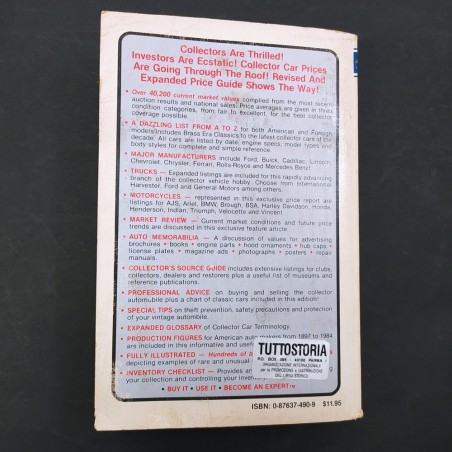 Collectors Are Thrilled!
Investors Are Ecstatic! Collector Car Prices
Are Going Through The Roof! Revised And
Expanded Price Guide Shows The Way!
• Over 40,200 current market values compiled from the most recent
auction results and national sales. Price averages are given in three
condition categories, from fair to excellent, for the best collector
coverage possible.
• A DAZZLING LIST FROM A TO Z for both American and Foreign
models! Includes Brass Era Classics to the latest collector cars of the
decade. All cars are listed by date, engine specs, model types and
body styles for complete and simple reference.
• MAJOR MANUFACTURERS include Ford, Buick, Cadillac, Lincoln,
Chevrolet, Chrysler, Ferrari, Rolls-Royce and Mercedes Benz!
• TRUCKS — Expanded listings are included for this rapidly advancing
branch of the collector vehicle hobby. Choose from International
Harvester, Ford and General Motors among others.
• MOTORCYCLES — represented in this exclusive price report are
listings for AJS, Ariel, BMW, Brough, BSA, Harley Davidson, Honda,
Henderson, Indian, Triumph, Velocette and Vincent.
• MARKET REVIEW — Current market conditions and future price
trends are discussed in this exclusive feature article.
• AUTO MEMORABILIA — A discussion of values for advertising
brochures • books • engine parts • hood ornaments • hub caps •
license plates • magazine ads • photographs • posters • repair
manuals.
• COLLECTOR'S SOURCE GUIDE includes extensive listings for clubs,
collectors, dealers and restorers plus a useful list of museums and
reference publications.
• PROFESSIONAL ADVICE on buying and selling the collector
automobile plus a chart of classic cars included in this edition!
• SPECIAL TIPS on theft prevention, safety precautions and protection
of your vintage automobile.
• EXPANDED GLOSSARY of Collector Car Terminology.
• PRODUCTION FIGURES for American auto makers from 1897 to 1984
are included in this informative and useful
• FULLY ILLUSTRATED — Hundreds of
depicting examples of rare and unusual
• INVENTORY CHECKLIST — Provides an
your collection and controlling your inventory
• BUY IT • USE IT • BECOME AN EXPERT™
TUTTOSTORIA
ORGANIZZAZIONE INTERNAZIONALE
per la PROMOZIONE e DISTRIBUZIONE
DEL LIBRO STORICO
ISBN: 0-87637-490-9 $11.95